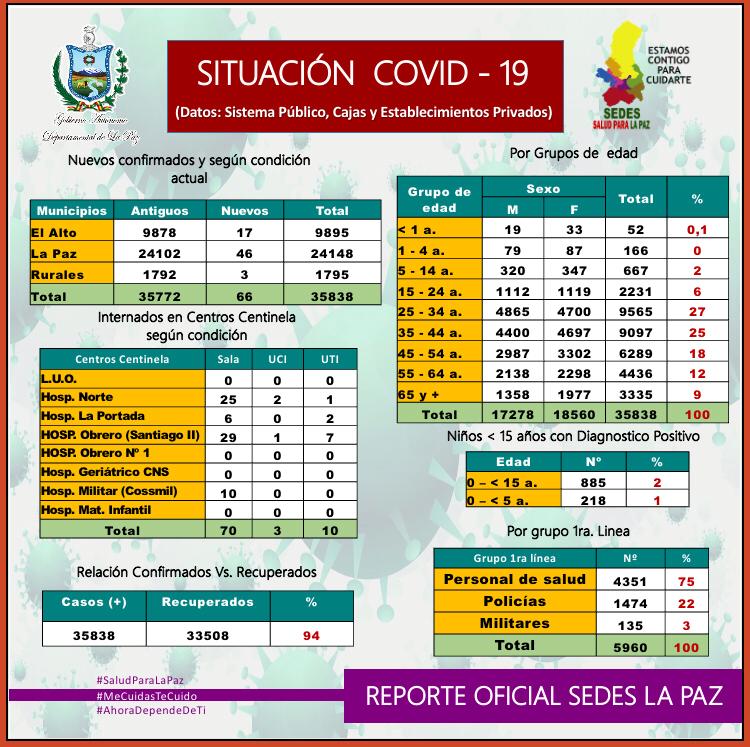 Gobierno Autónomo
Departamental de La Paz
SITUACIÓN COVID - 19
(Datos: Sistema Público, Cajas y Establecimientos Privados)
ESTAMOS
CONTIGO
PARA
CUIDARTE
SEDES
SALUD PARA LA PAZ
Nuevos confirmados y según condición
actual
Municipios Antiguos Nuevos Total
El Alto 9878 17 9895
La Paz 24102 46 24148
Rurales 1792 3 1795
Total 35772 66 35838
Internados en Centros Centinela
según condición
Centros Centinela Sala UCI UTI
L.U.O. 0 0 0
Hosp. Norte 25 2 1
Hosp. La Portada 6 0 2
HOSP. Obrero (Santiago II) 29 1 7
HOSP. Obrero Nº 1 0 0 0
Hosp. Geriátrico CNS 0 0 0
Hosp. Militar (Cossmil) 10 0 0
Hosp. Mat. Infantil 0 0 0
Total 70 3 10
Relación Confirmados Vs. Recuperados
Casos (+) Recuperados %
35838 33508 94
Por Grupos de edad
Grupo de edad Sexo Total %
M F
< 1 a. 19 33 52 0,1
1 - 4 a. 79 87 166 0
5 - 14 a. 320 347 667 2
15 - 24 a. 1112 1119 2231 6
25 - 34 a. 4865 4700 9565 27
35 - 44 a. 4400 4697 9097 25
45 - 54 a. 2987 3302 6289 18
55 - 64 a. 2138 2298 4436 12
65 y + 1358 1977 3335 9
Total 17278 18560 35838 100
Niños < 15 años con Diagnostico Positivo
Edad Nº %
0 – < 15 a. 885 2
0 – < 5 a. 218 1
Por grupo 1ra. Linea
Grupo 1ra línea Nº %
Personal de salud 4351 75
Policías 1474 22
Militares 135 3
Total 5960 100
#SaludParaLaPaz
#MeCuidasTeCuido
#AhoraDependeDeTi
REPORTE OFICIAL SEDES LA PAZ